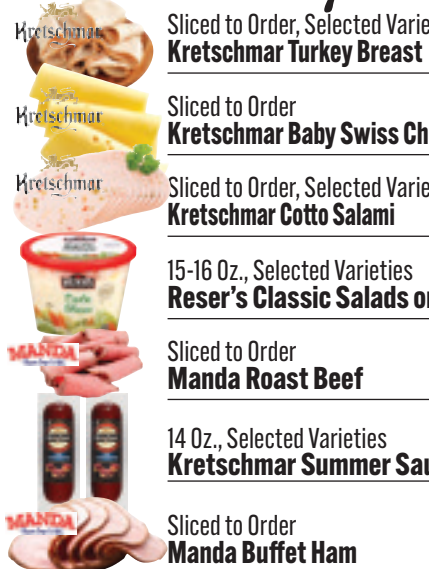 Kretschmar
Sliced to Order, Selected Varie
Kretschmar Turkey Breast
Kretschmar
Sliced to Order
Kretschmar Baby Swiss Ch
Kretschmar
Sliced to Order, Selected Varie
Kretschmar Cotto Salami
15-16 Oz., Selected Varieties
Reser's Classic Salads o
MANDA
Sliced to Order
Manda Roast Beef
14 Oz., Selected Varieties
Kretschmar Summer Sau
MANDA
Sliced to Order
Manda Buffet Ham